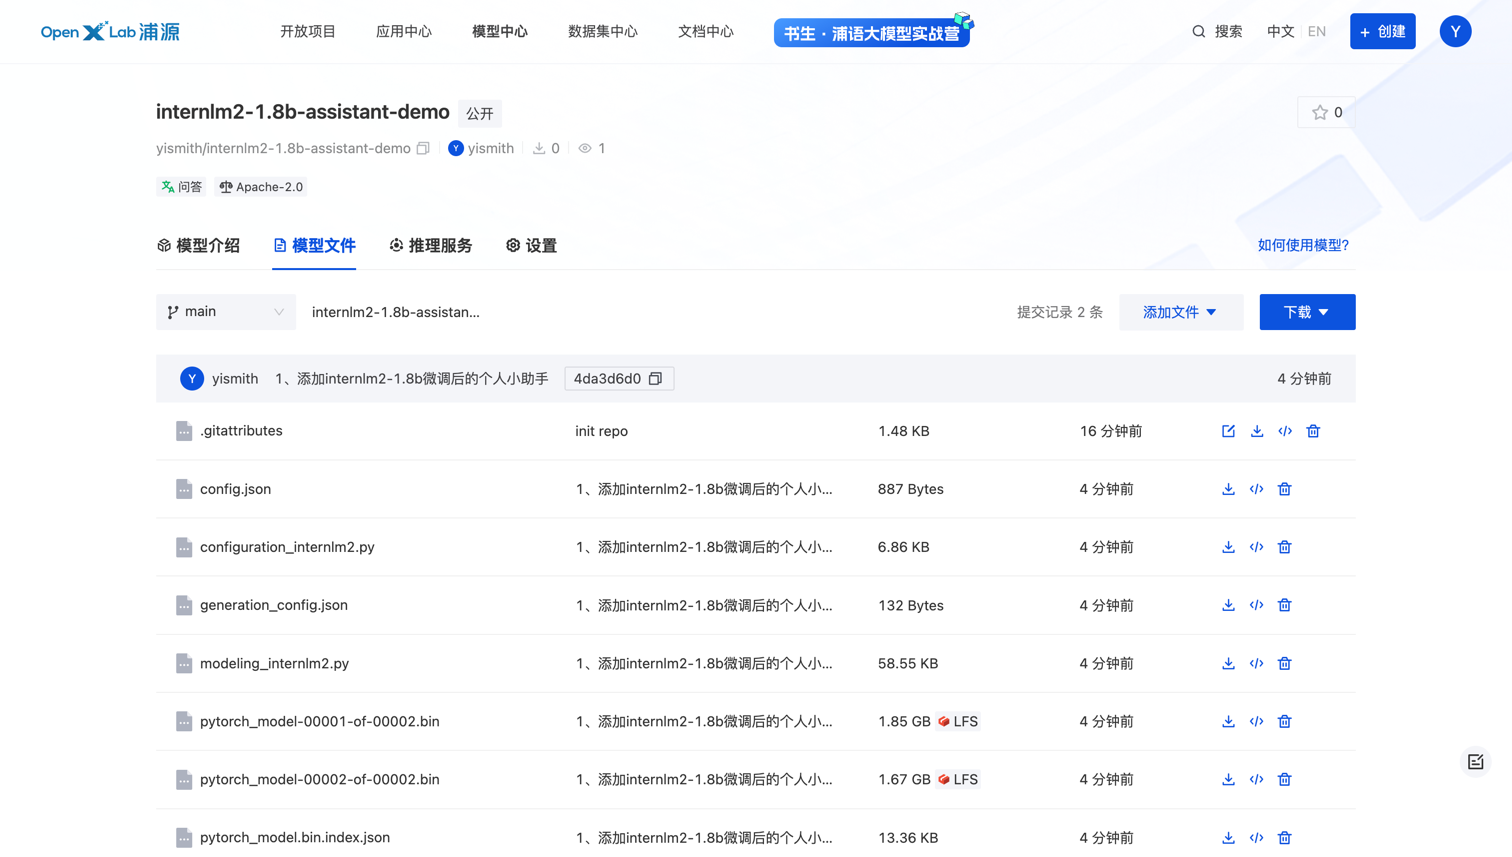 Open X Lab 浦源 开放项目 应用中心 模型中心 数据集中心 文档中心 书生·浦语大模型实战营 搜索 中文 EN + 创建 Y
internlm2-1.8b-assistant-demo 公开 0
yismith/internlm2-1.8b-assistant-demo Y yismith 0 1
问答 Apache-2.0
模型介绍 模型文件 推理服务 设置 如何使用模型?
main internlm2-1.8b-assistan... 提交记录 2 条 添加文件 下载
Y yismith 1、添加internlm2-1.8b微调后的个人小助手 4da3d6d0 4 分钟前
.gitattributes init repo 1.48 KB 16 分钟前
config.json 1、添加internlm2-1.8b微调后的个人小... 887 Bytes 4 分钟前
configuration_internlm2.py 1、添加internlm2-1.8b微调后的个人小... 6.86 KB 4 分钟前
generation_config.json 1、添加internlm2-1.8b微调后的个人小... 132 Bytes 4 分钟前
modeling_internlm2.py 1、添加internlm2-1.8b微调后的个人小... 58.55 KB 4 分钟前
pytorch_model-00001-of-00002.bin 1、添加internlm2-1.8b微调后的个人小... 1.85 GB LFS 4 分钟前
pytorch_model-00002-of-00002.bin 1、添加internlm2-1.8b微调后的个人小... 1.67 GB LFS 4 分钟前
pytorch_model.bin.index.json 1、添加internlm2-1.8b微调后的个人小... 13.36 KB 4 分钟前